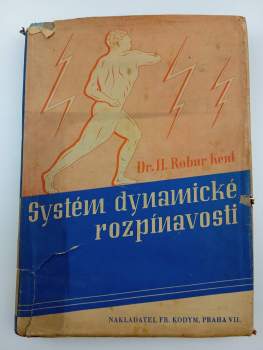 Dr. H. Robur Kent
Systém dynamické
rozpínavosti
NAKLADATEL FR. KODYM, PRAHA VII.